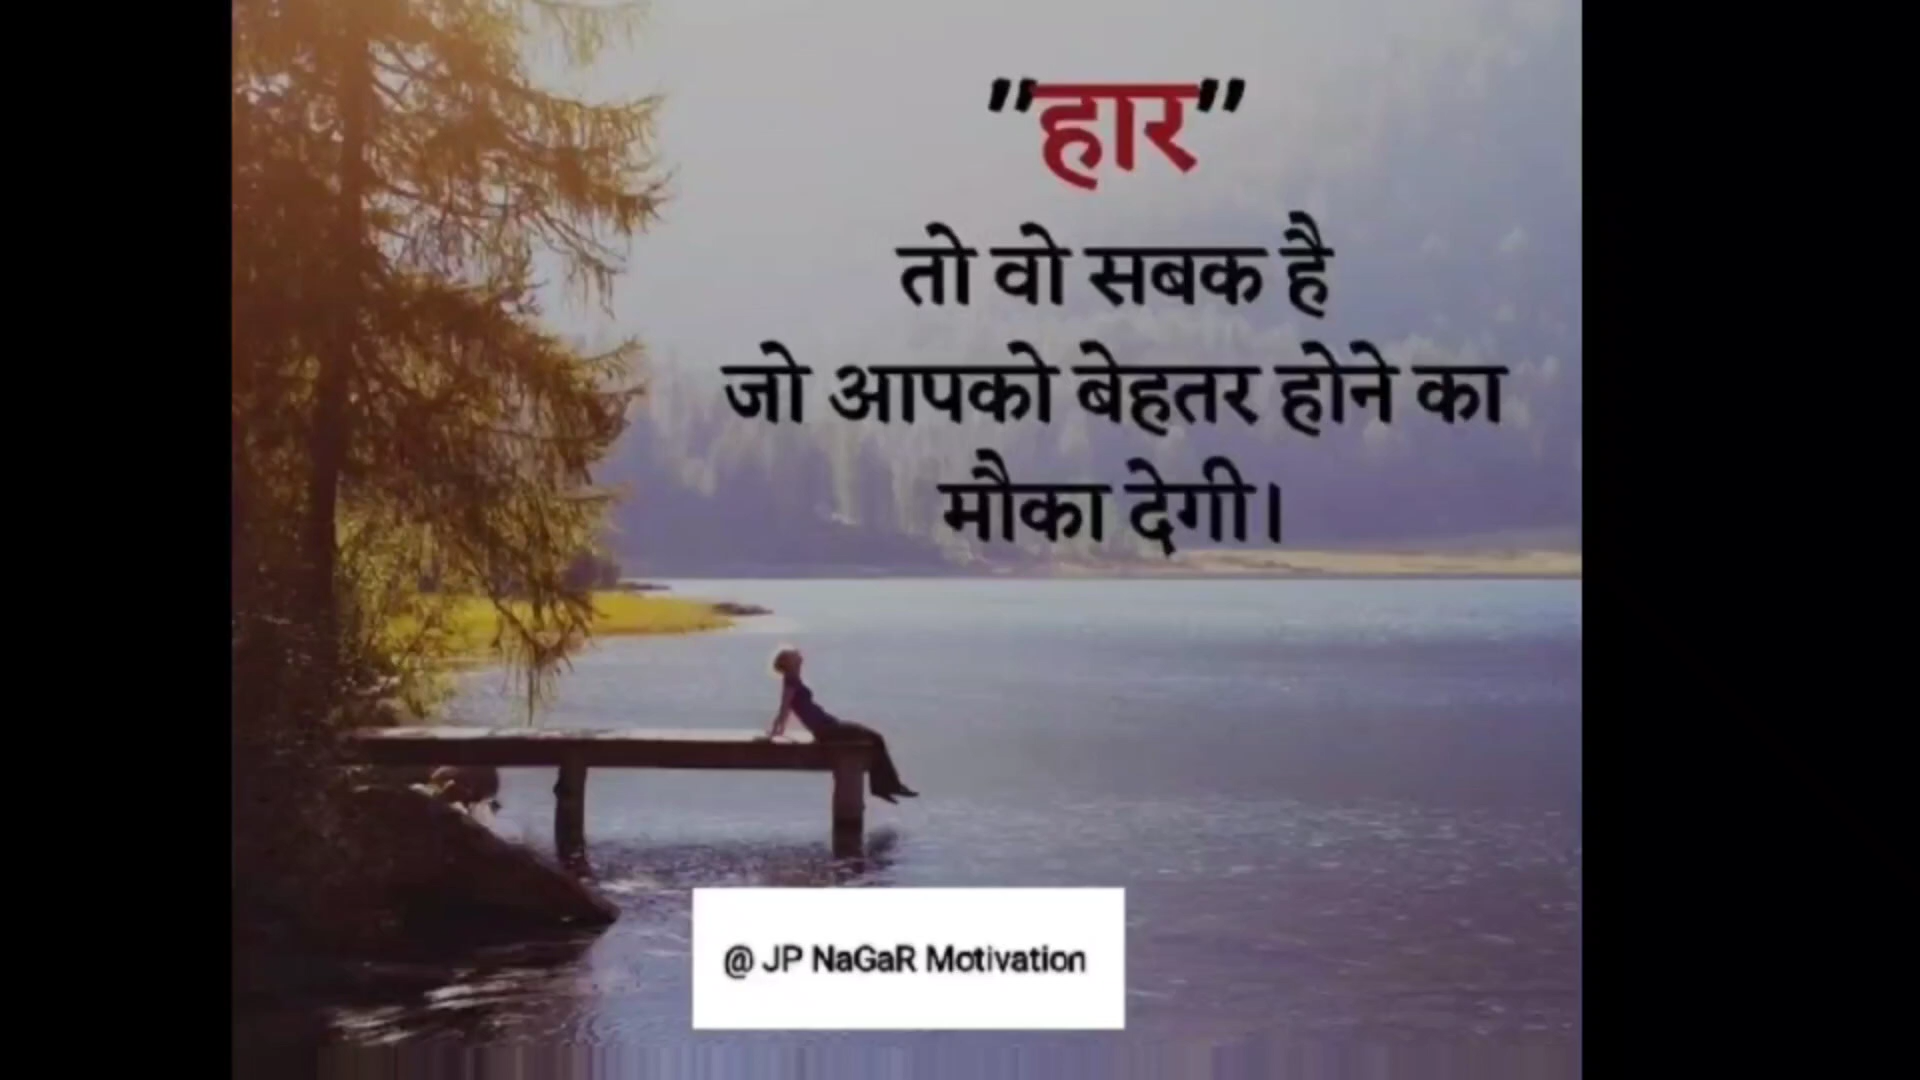 "हार"
तो वो सबक है
जो आपको बेहतर होने का
मौका देगी।
@ JP NaGaR Motivation